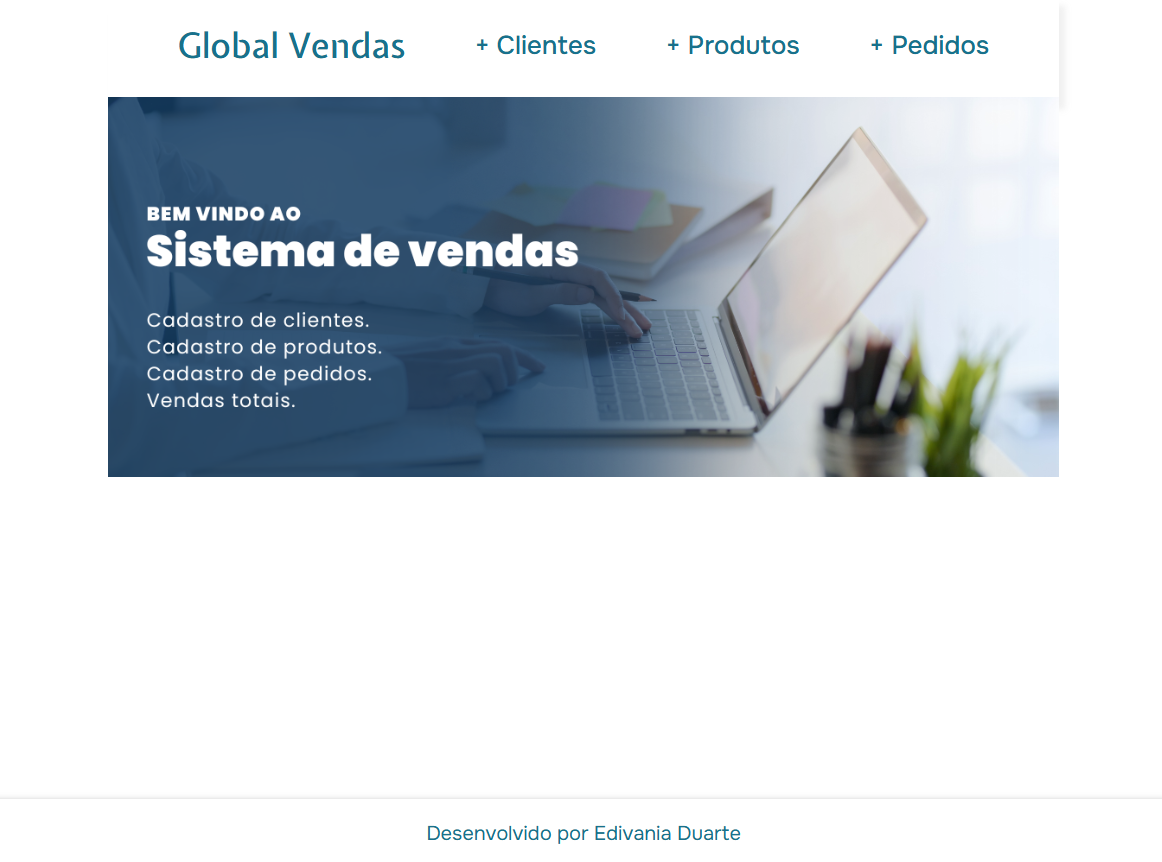 Global Vendas
+ Clientes
+ Produtos
+ Pedidos
BEM VINDO AO
Sistema de vendas
Cadastro de clientes.
Cadastro de produtos.
Cadastro de pedidos.
Vendas totais.
Desenvolvido por Edivania Duarte